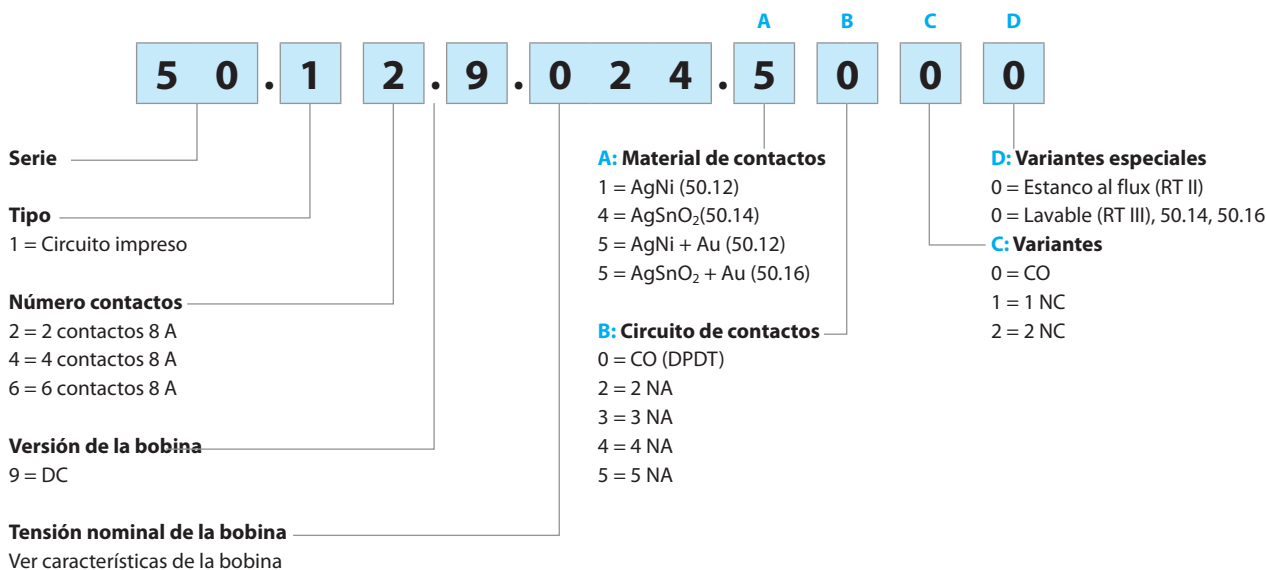 A B C D
5 0 . 1 2 . 9 . 0 2 4 . 5 0 0 0
Serie
Tipo
1 = Circuito impreso
Número contactos
2 = 2 contactos 8 A
4 = 4 contactos 8 A
6 = 6 contactos 8 A
Versión de la bobina
9 = DC
Tensión nominal de la bobina
Ver características de la bobina
A: Material de contactos
1 = AgNi (50.12)
4 = AgSnO₂(50.14)
5 = AgNi + Au (50.12)
5 = AgSnO₂ + Au (50.16)
B: Circuito de contactos
0 = CO (DPDT)
2 = 2 NA
3 = 3 NA
4 = 4 NA
5 = 5 NA
D: Variantes especiales
0 = Estanco al flux (RT II)
0 = Lavable (RT III), 50.14, 50.16
C: Variantes
0 = CO
1 = 1 NC
2 = 2 NC